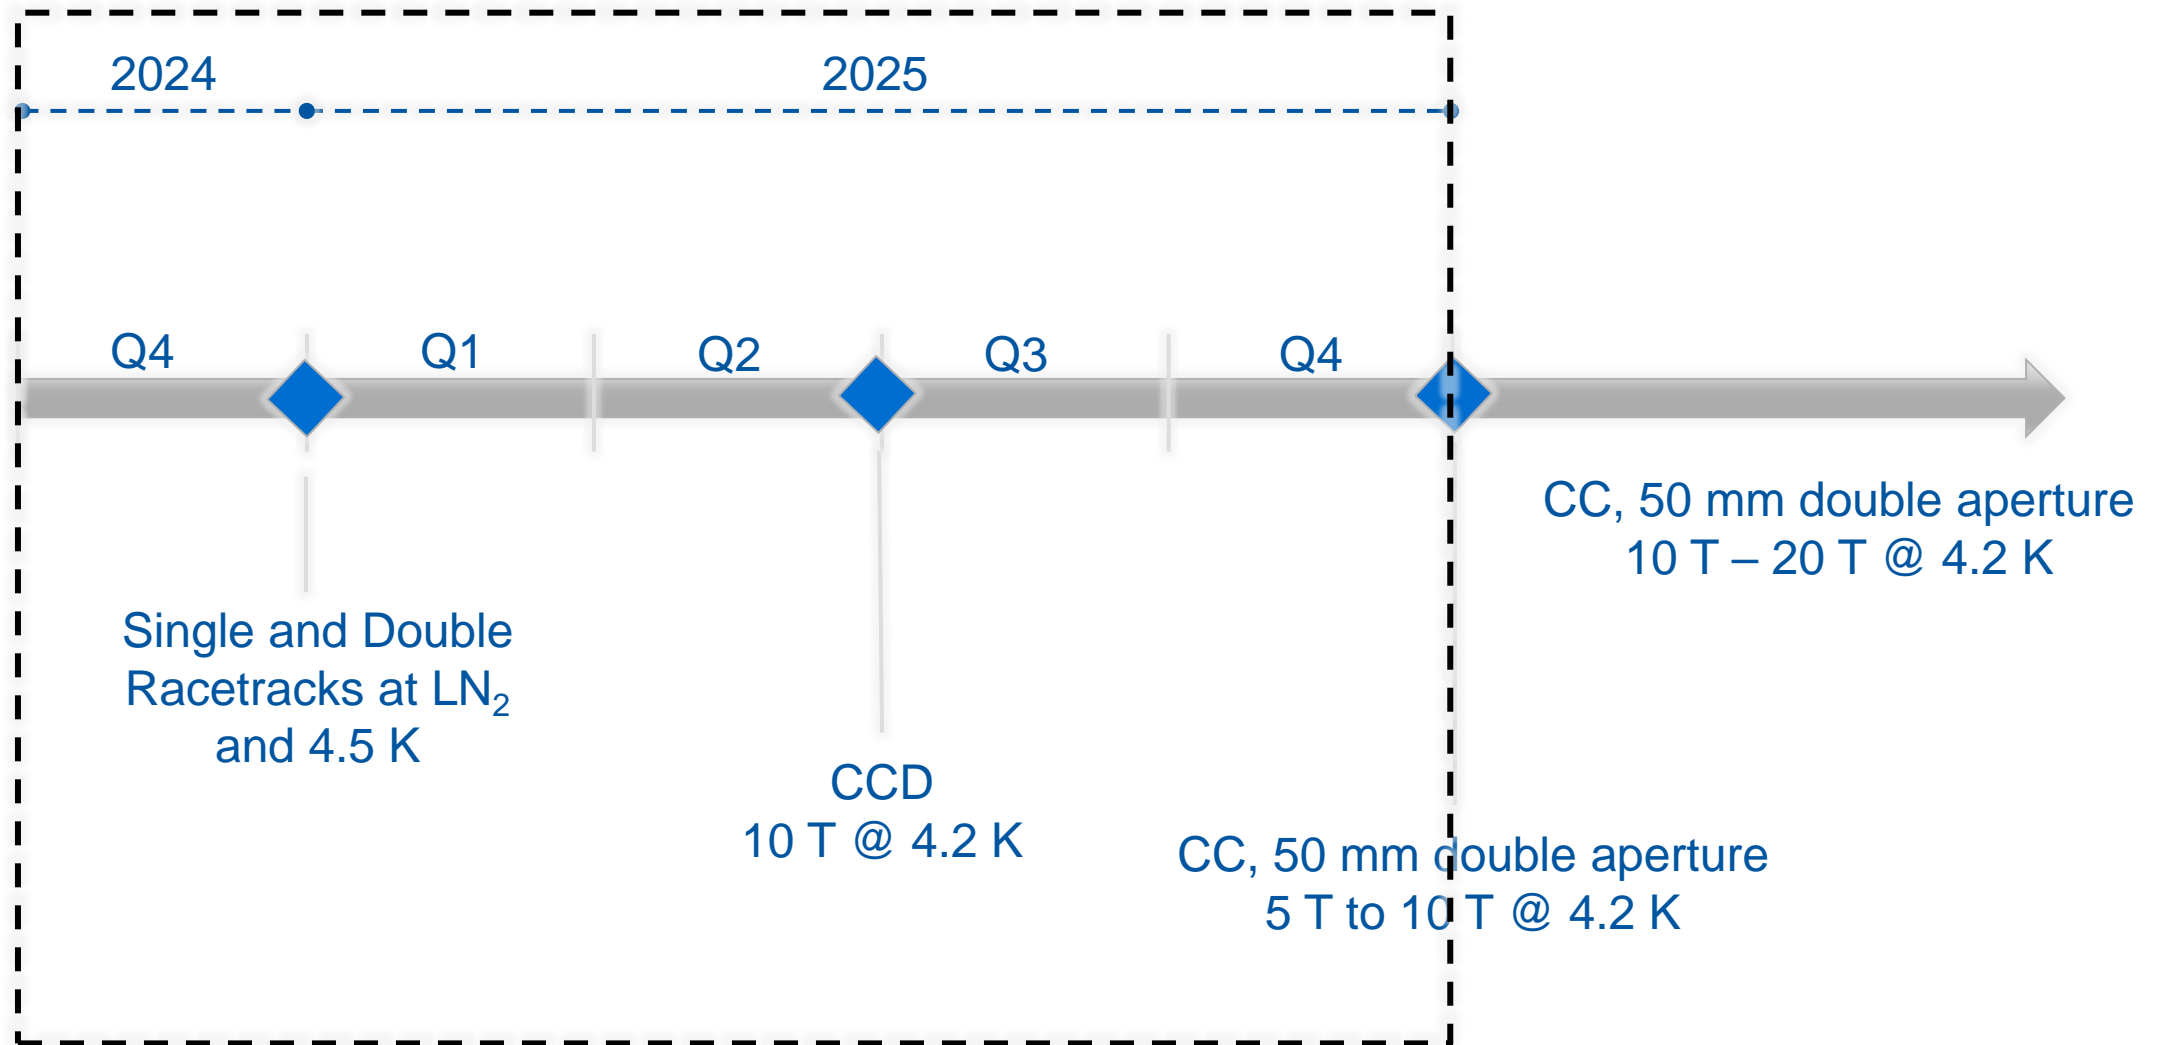 2024
2025
Q4
Q1
Q2
Q3
Q4
CC, 50 mm double aperture
10 T – 20 T @ 4.2 K
Single and Double
Racetracks at LN₂
and 4.5 K
CCD
10 T @ 4.2 K
CC, 50 mm double aperture
5 T to 10 T @ 4.2 K